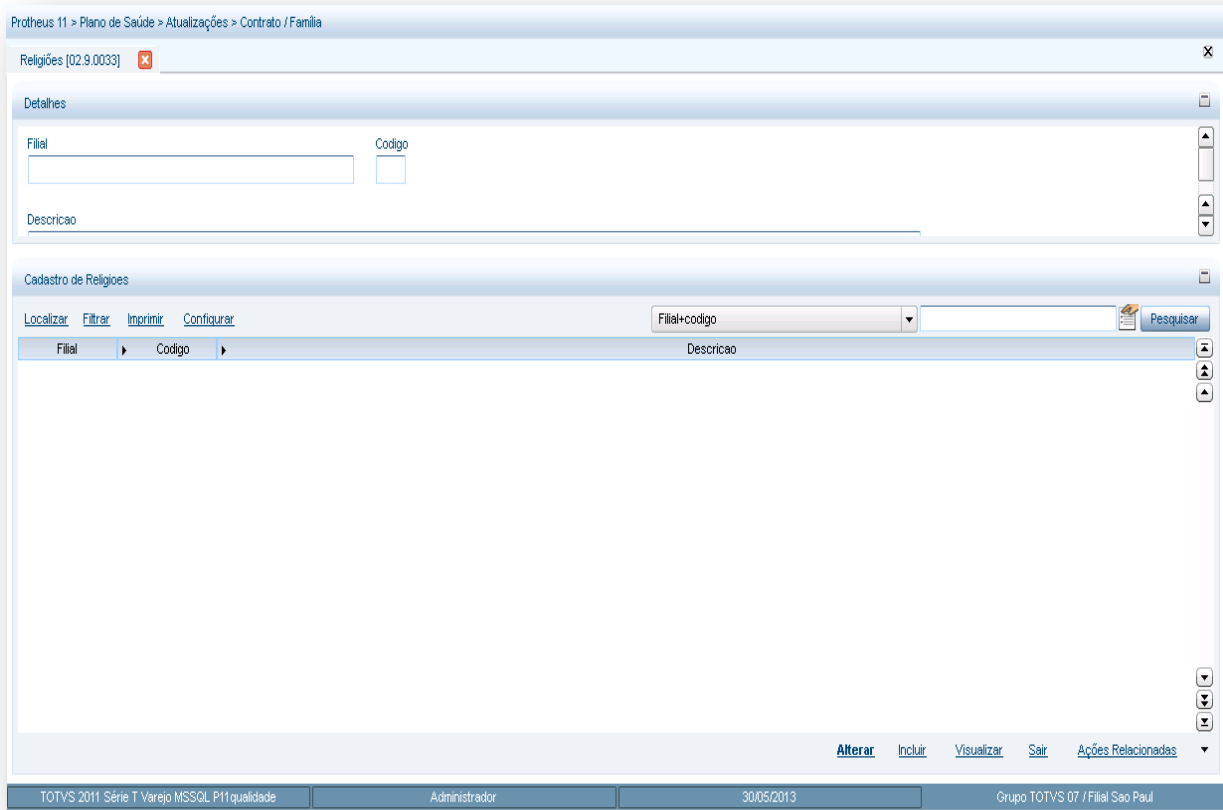 Protheus 11 > Plano de Saúde > Atualizações > Contrato / Família
Religiões [02.9.0033]
Detalhes
Filial Codigo
Descricao
Cadastro de Religioes
Localizar Filtrar Imprimir Configurar Filial+codigo Pesquisar
Filial Codigo Descricao
Alterar Incluir Visualizar Sair Ações Relacionadas
TOTVS 2011 Série T Varejo MSSQL P11qualidade Administrador 30/05/2013 Grupo TOTVS 07 / Filial Sao Paul